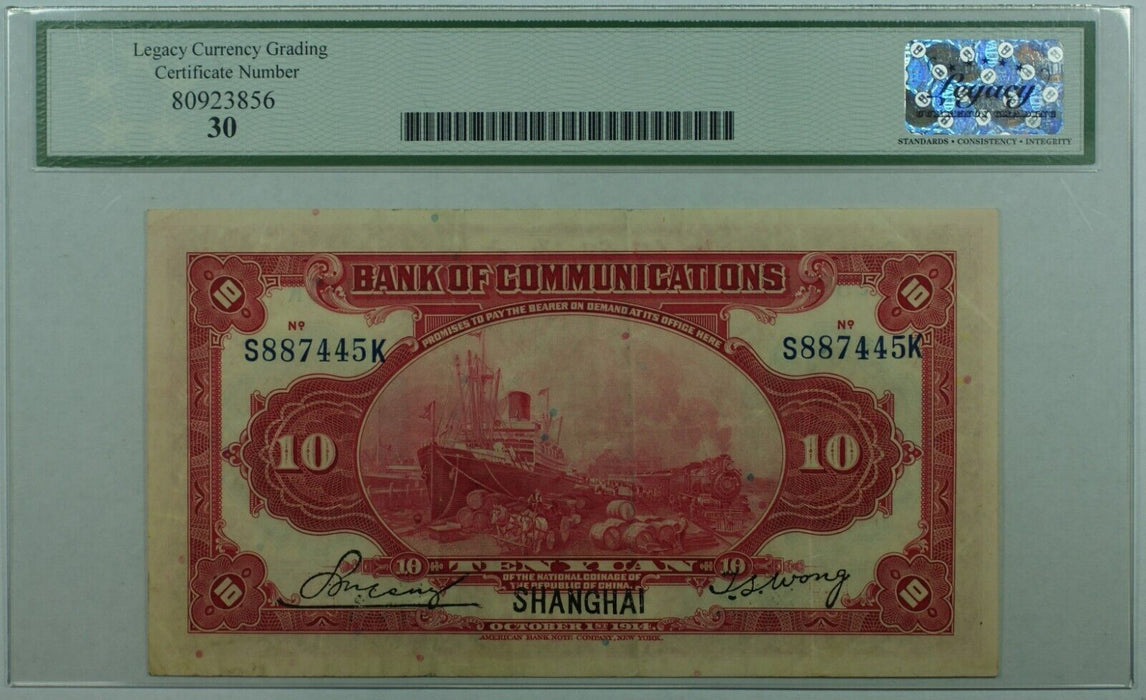 Legacy Currency Grading
Certificate Number
80923856
30
Legacy
CURRENCY GRADING
STANDARDS • CONSISTENCY • INTEGRITY
10 BANK OF COMMUNICATIONS 10
PROMISES TO PAY THE BEARER ON DEMAND AT ITS OFFICE HERE
Nº Nº
S887445K S887445K
10 10
10 TEN YUAN 10
OF THE NATIONAL COINAGE OF
THE REPUBLIC OF CHINA.
10 T.S. Wong 10
SHANGHAI
OCTOBER 1ST 1914.
AMERICAN BANK NOTE COMPANY, NEW YORK.